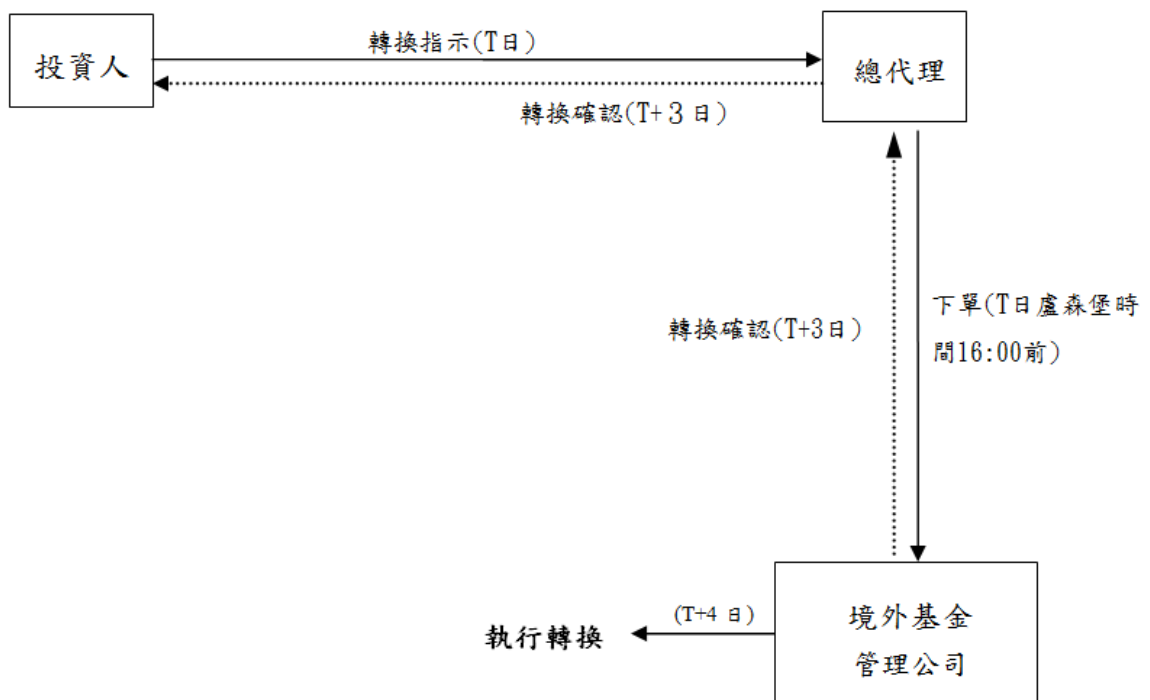 轉換指示(T日)
投資人
總代理
轉換確認(T+３日)
下單(T日盧森堡時
間16:00前)
轉換確認(T+3日)
(T+4 日)
執行轉換
境外基金
管理公司